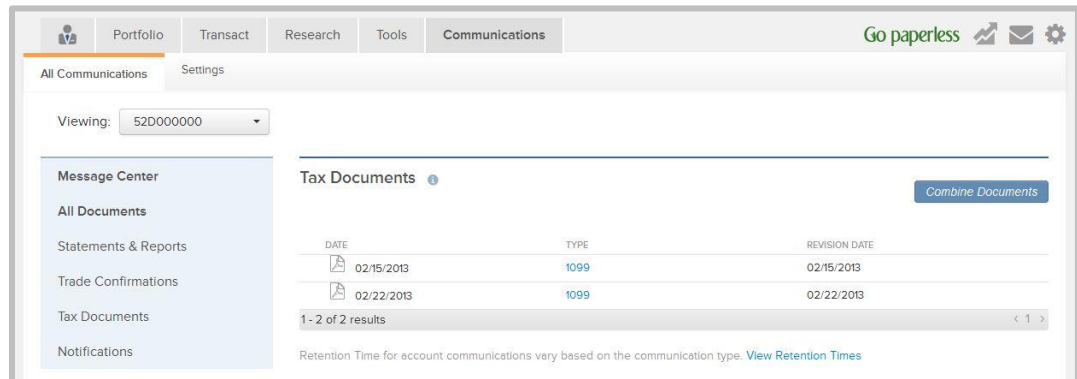 Portfolio Transact Research Tools Communications Go paperless
All Communications Settings
Viewing: 52D000000
Message Center
All Documents
Statements & Reports
Trade Confirmations
Tax Documents
Notifications
Tax Documents
Combine Documents
DATE TYPE REVISION DATE
02/15/2013 1099 02/15/2013
02/22/2013 1099 02/22/2013
1 - 2 of 2 results < 1 >
Retention Time for account communications vary based on the communication type. View Retention Times